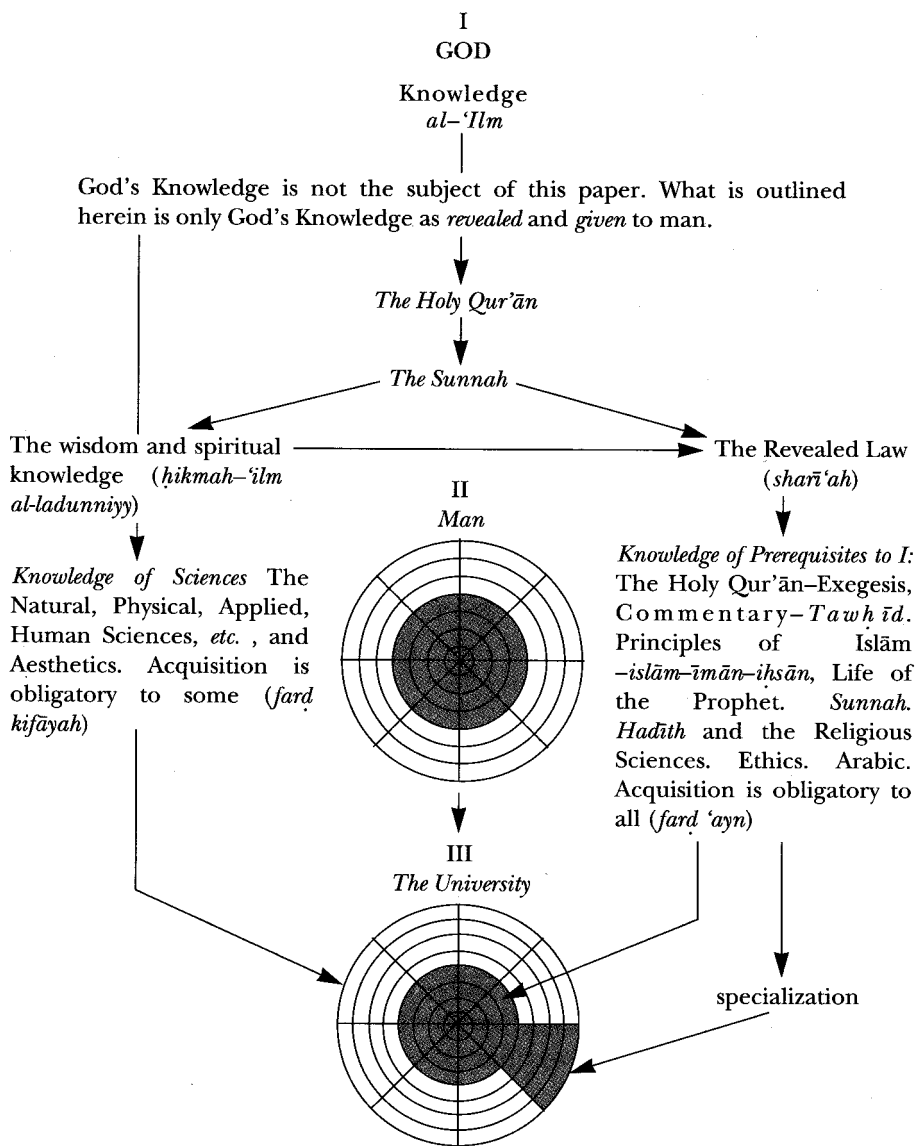 I
GOD
Knowledge
al–‘Ilm
God’s Knowledge is not the subject of this paper. What is outlined
herein is only God’s Knowledge as revealed and given to man.
The Holy Qur’ān
The Sunnah
The wisdom and spiritual
knowledge (ḥikmah–‘ilm
al-ladunniyy)
The Revealed Law
(sharī‘ah)
II
Man
Knowledge of Sciences The
Natural, Physical, Applied,
Human Sciences, etc. , and
Aesthetics. Acquisition is
obligatory to some (farḍ
kifāyah)
Knowledge of Prerequisites to I:
The Holy Qur’ān–Exegesis,
Commentary–Tawḥīd.
Principles of Islām
–islām–īmān–iḥsān, Life of
the Prophet. Sunnah.
Ḥadīth and the Religious
Sciences. Ethics. Arabic.
Acquisition is obligatory to
all (farḍ ‘ayn)
III
The University
specialization